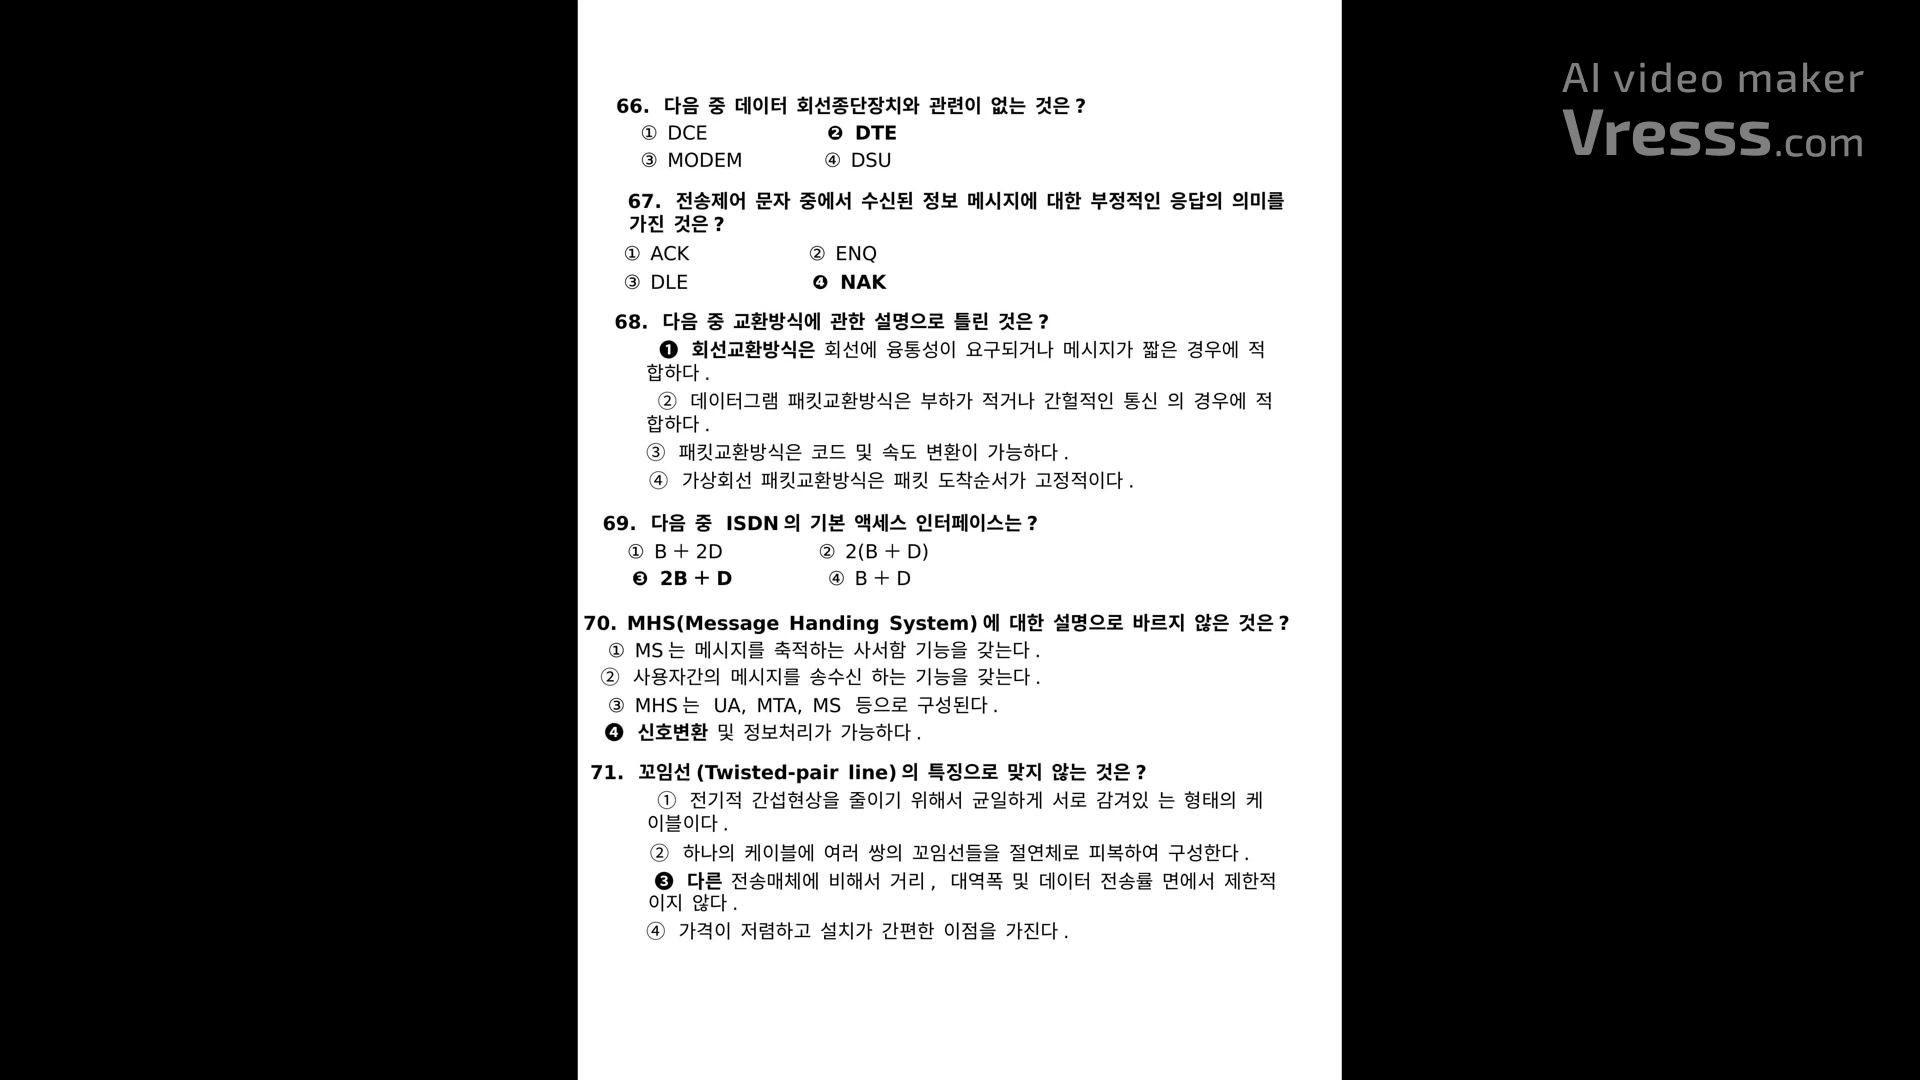 AI video maker
Vresss.com
66. 다음 중 데이터 회선종단장치와 관련이 없는 것은?
① DCE ❷ DTE
③ MODEM ④ DSU
67. 전송제어 문자 중에서 수신된 정보 메시지에 대한 부정적인 응답의 의미를
가진 것은?
① ACK ② ENQ
③ DLE ❹ NAK
68. 다음 중 교환방식에 관한 설명으로 틀린 것은?
❶ 회선교환방식은 회선에 융통성이 요구되거나 메시지가 짧은 경우에 적
합하다.
② 데이터그램 패킷교환방식은 부하가 적거나 간헐적인 통신 의 경우에 적
합하다.
③ 패킷교환방식은 코드 및 속도 변환이 가능하다.
④ 가상회선 패킷교환방식은 패킷 도착순서가 고정적이다.
69. 다음 중 ISDN의 기본 액세스 인터페이스는?
① B + 2D ② 2(B + D)
❸ 2B + D ④ B + D
70. MHS(Message Handing System)에 대한 설명으로 바르지 않은 것은?
① MS는 메시지를 축적하는 사서함 기능을 갖는다.
② 사용자간의 메시지를 송수신 하는 기능을 갖는다.
③ MHS는 UA, MTA, MS 등으로 구성된다.
❹ 신호변환 및 정보처리가 가능하다.
71. 꼬임선(Twisted-pair line)의 특징으로 맞지 않는 것은?
① 전기적 간섭현상을 줄이기 위해서 균일하게 서로 감겨있 는 형태의 케
이블이다.
② 하나의 케이블에 여러 쌍의 꼬임선들을 절연체로 피복하여 구성한다.
❸ 다른 전송매체에 비해서 거리, 대역폭 및 데이터 전송률 면에서 제한적
이지 않다.
④ 가격이 저렴하고 설치가 간편한 이점을 가진다.